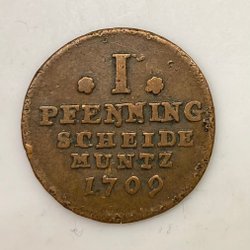 I
PFENNING
SCHEIDE
MUNTZ
1709